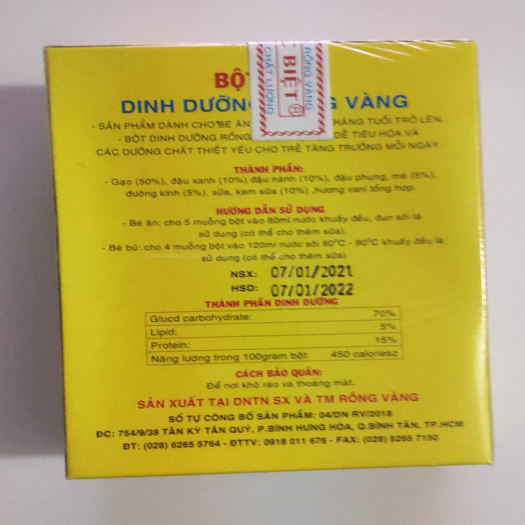 BỘT
DINH DƯỠNG RỒNG VÀNG
BIỆT
CHẤT LƯỢNG
RỒNG VÀNG
- SẢN PHẨM DÀNH CHO BÉ ĂN THÁNG TUỔI TRỞ LÊN.
- BỘT DINH DƯỠNG RỒNG DỄ TIÊU HÓA VÀ
CÁC DƯỠNG CHẤT THIẾT YẾU CHO TRẺ TĂNG TRƯỞNG MỖI NGÀY.
THÀNH PHẦN:
- Gạo (50%), đậu xanh (10%) đậu nành (10%), đậu phụng, mè (5%),
đường kính (5%), sữa, kem sữa (10%) ,hương vani tổng hợp.
HƯỚNG DẪN SỬ DỤNG
- Bé ăn: cho 5 muỗng bột vào 80ml nước khuấy đều, đun sôi là
sử dụng (có thể cho thêm sữa).
- Bé bú: cho 4 muỗng bột vào 120ml nước sôi 80°C - 90°C khuấy đều là
sử dụng (có thể cho thêm sữa)
NSX: 07/01/2021
HSD: 07/01/2022
THÀNH PHẦN DINH DƯỠNG
Glucd carbohydrate: 70%
Lipid: 5%
Protein: 15%
Năng lượng trong 100gram bột: 450 caloriesz
CÁCH BẢO QUẢN:
Để nơi khô ráo và thoáng mát.
SẢN XUẤT TẠI DNTN SX VÀ TM RỒNG VÀNG
SỐ TỰ CÔNG BỐ SẢN PHẨM: 04/DN RV/2018
ĐC: 754/9/38 TÂN KỲ TÂN QUÝ, P.BÌNH HƯNG HÒA, Q.BÌNH TÂN, TP.HCM
ĐT: (028) 6265 5764 - ĐTTV: 0918 011 676 - FAX: (028) 6265 7150